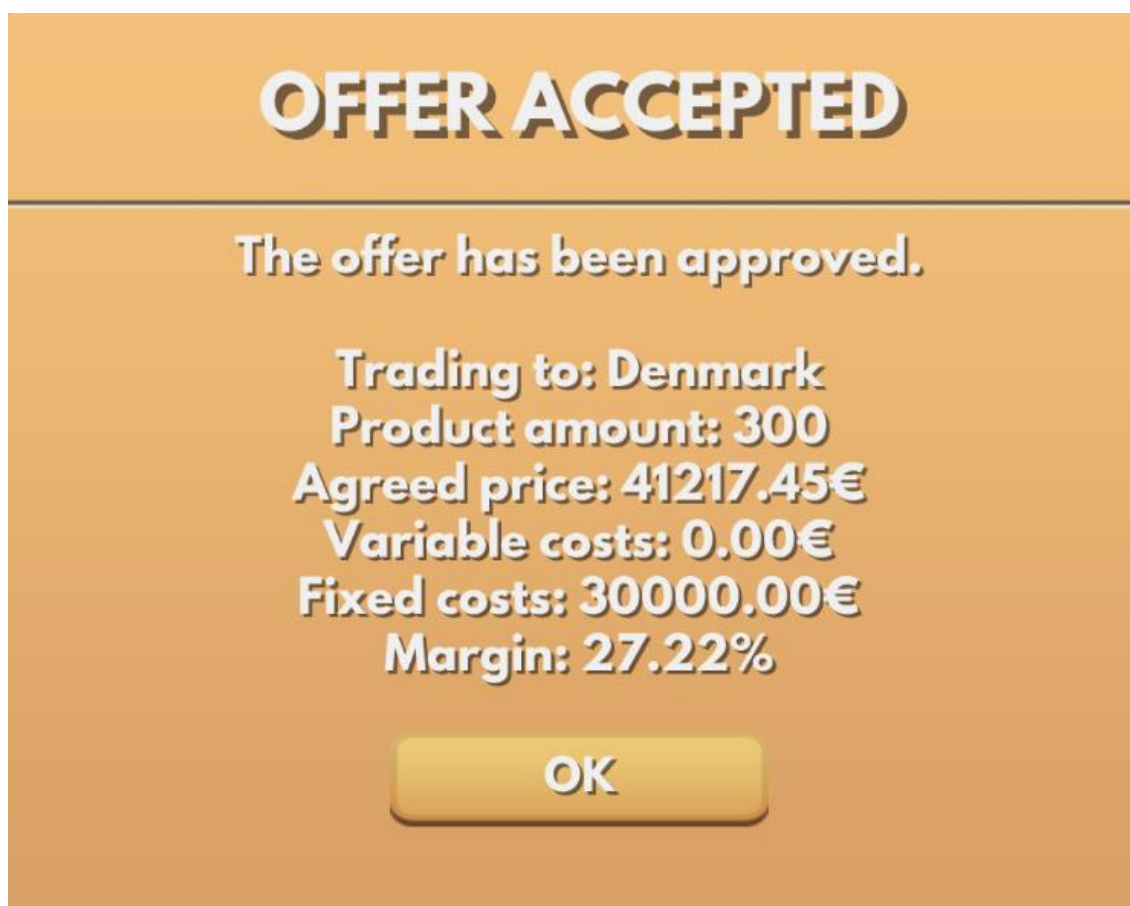 OFFER ACCEPTED
The offer has been approved.
Trading to: Denmark
Product amount: 300
Agreed price: 41217.45€
Variable costs: 0.00€
Fixed costs: 30000.00€
Margin: 27.22%
OK